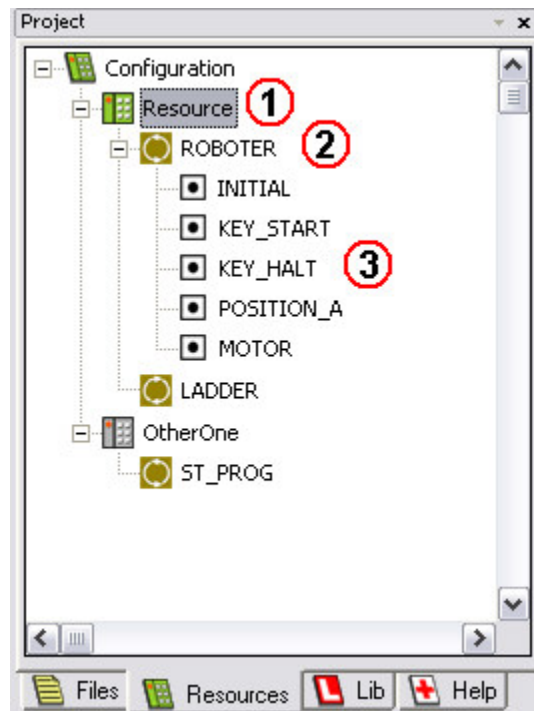 Project
Configuration
Resource 1
ROBOTER 2
INITIAL
KEY_START
KEY_HALT 3
POSITION_A
MOTOR
LADDER
OtherOne
ST_PROG
Files Resources Lib Help